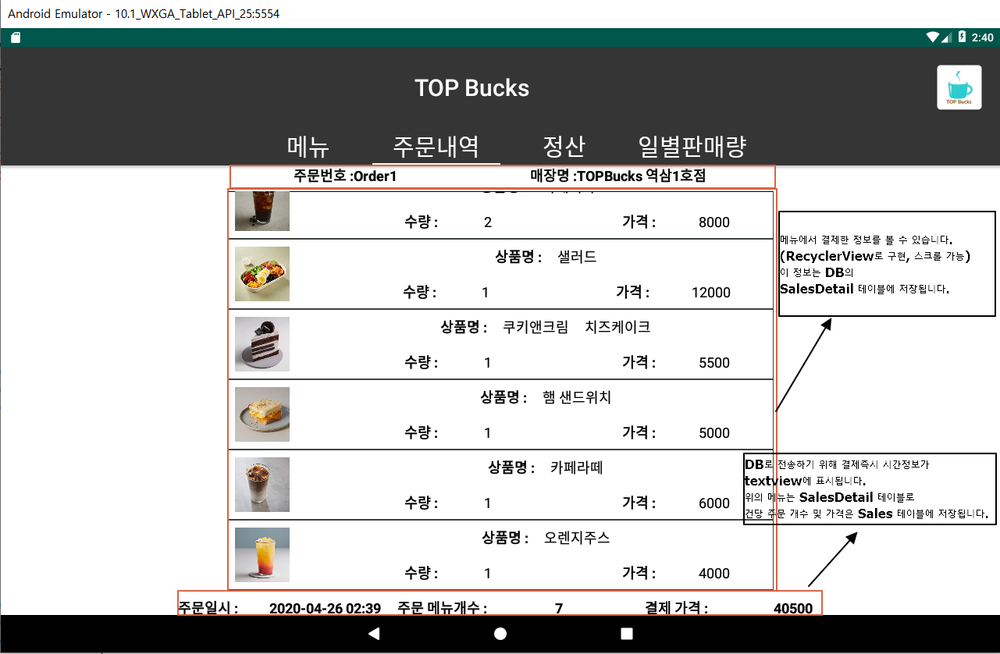 Android Emulator - 10.1_WXGA_Tablet_API_25:5554
2:40
TOP Bucks
TOP Bucks
메뉴 주문내역 정산 일별판매량
주문번호 :Order1 매장명 :TOPBucks 역삼1호점
수량 : 2 가격 : 8000
상품명 : 샐러드
수량 : 1 가격 : 12000
상품명 : 쿠키앤크림 치즈케이크
수량 : 1 가격 : 5500
상품명 : 햄 샌드위치
수량 : 1 가격 : 5000
상품명 : 카페라떼
수량 : 1 가격 : 6000
상품명 : 오렌지주스
수량 : 1 가격 : 4000
주문일시 : 2020-04-26 02:39 주문 메뉴개수 : 7 결제 가격 : 40500
메뉴에서 결제한 정보를 볼 수 있습니다.
(RecyclerView로 구현, 스크롤 가능)
이 정보는 DB의
SalesDetail 테이블에 저장됩니다.
DB로 전송하기 위해 결제즉시 시간정보가
textview에 표시됩니다.
위의 메뉴는 SalesDetail 테이블로
건당 주문 개수 및 가격은 Sales 테이블에 저장됩니다.